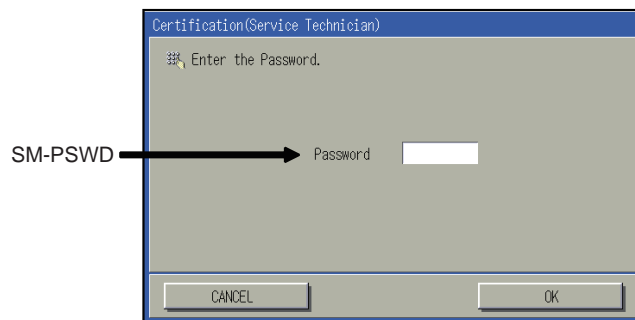 Certification(Service Technician)
Enter the Password.
SM-PSWD
Password
CANCEL
OK